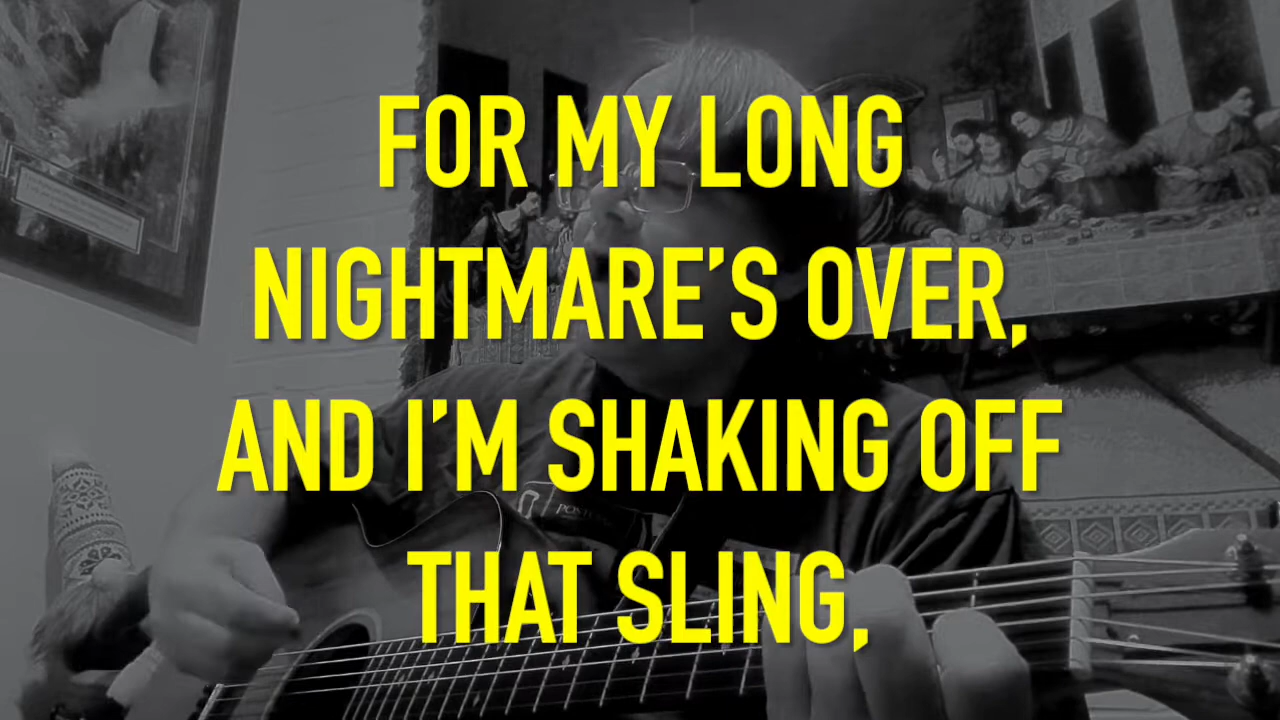 FOR MY LONG
NIGHTMARE’S OVER,
AND I’M SHAKING OFF
THAT SLING,